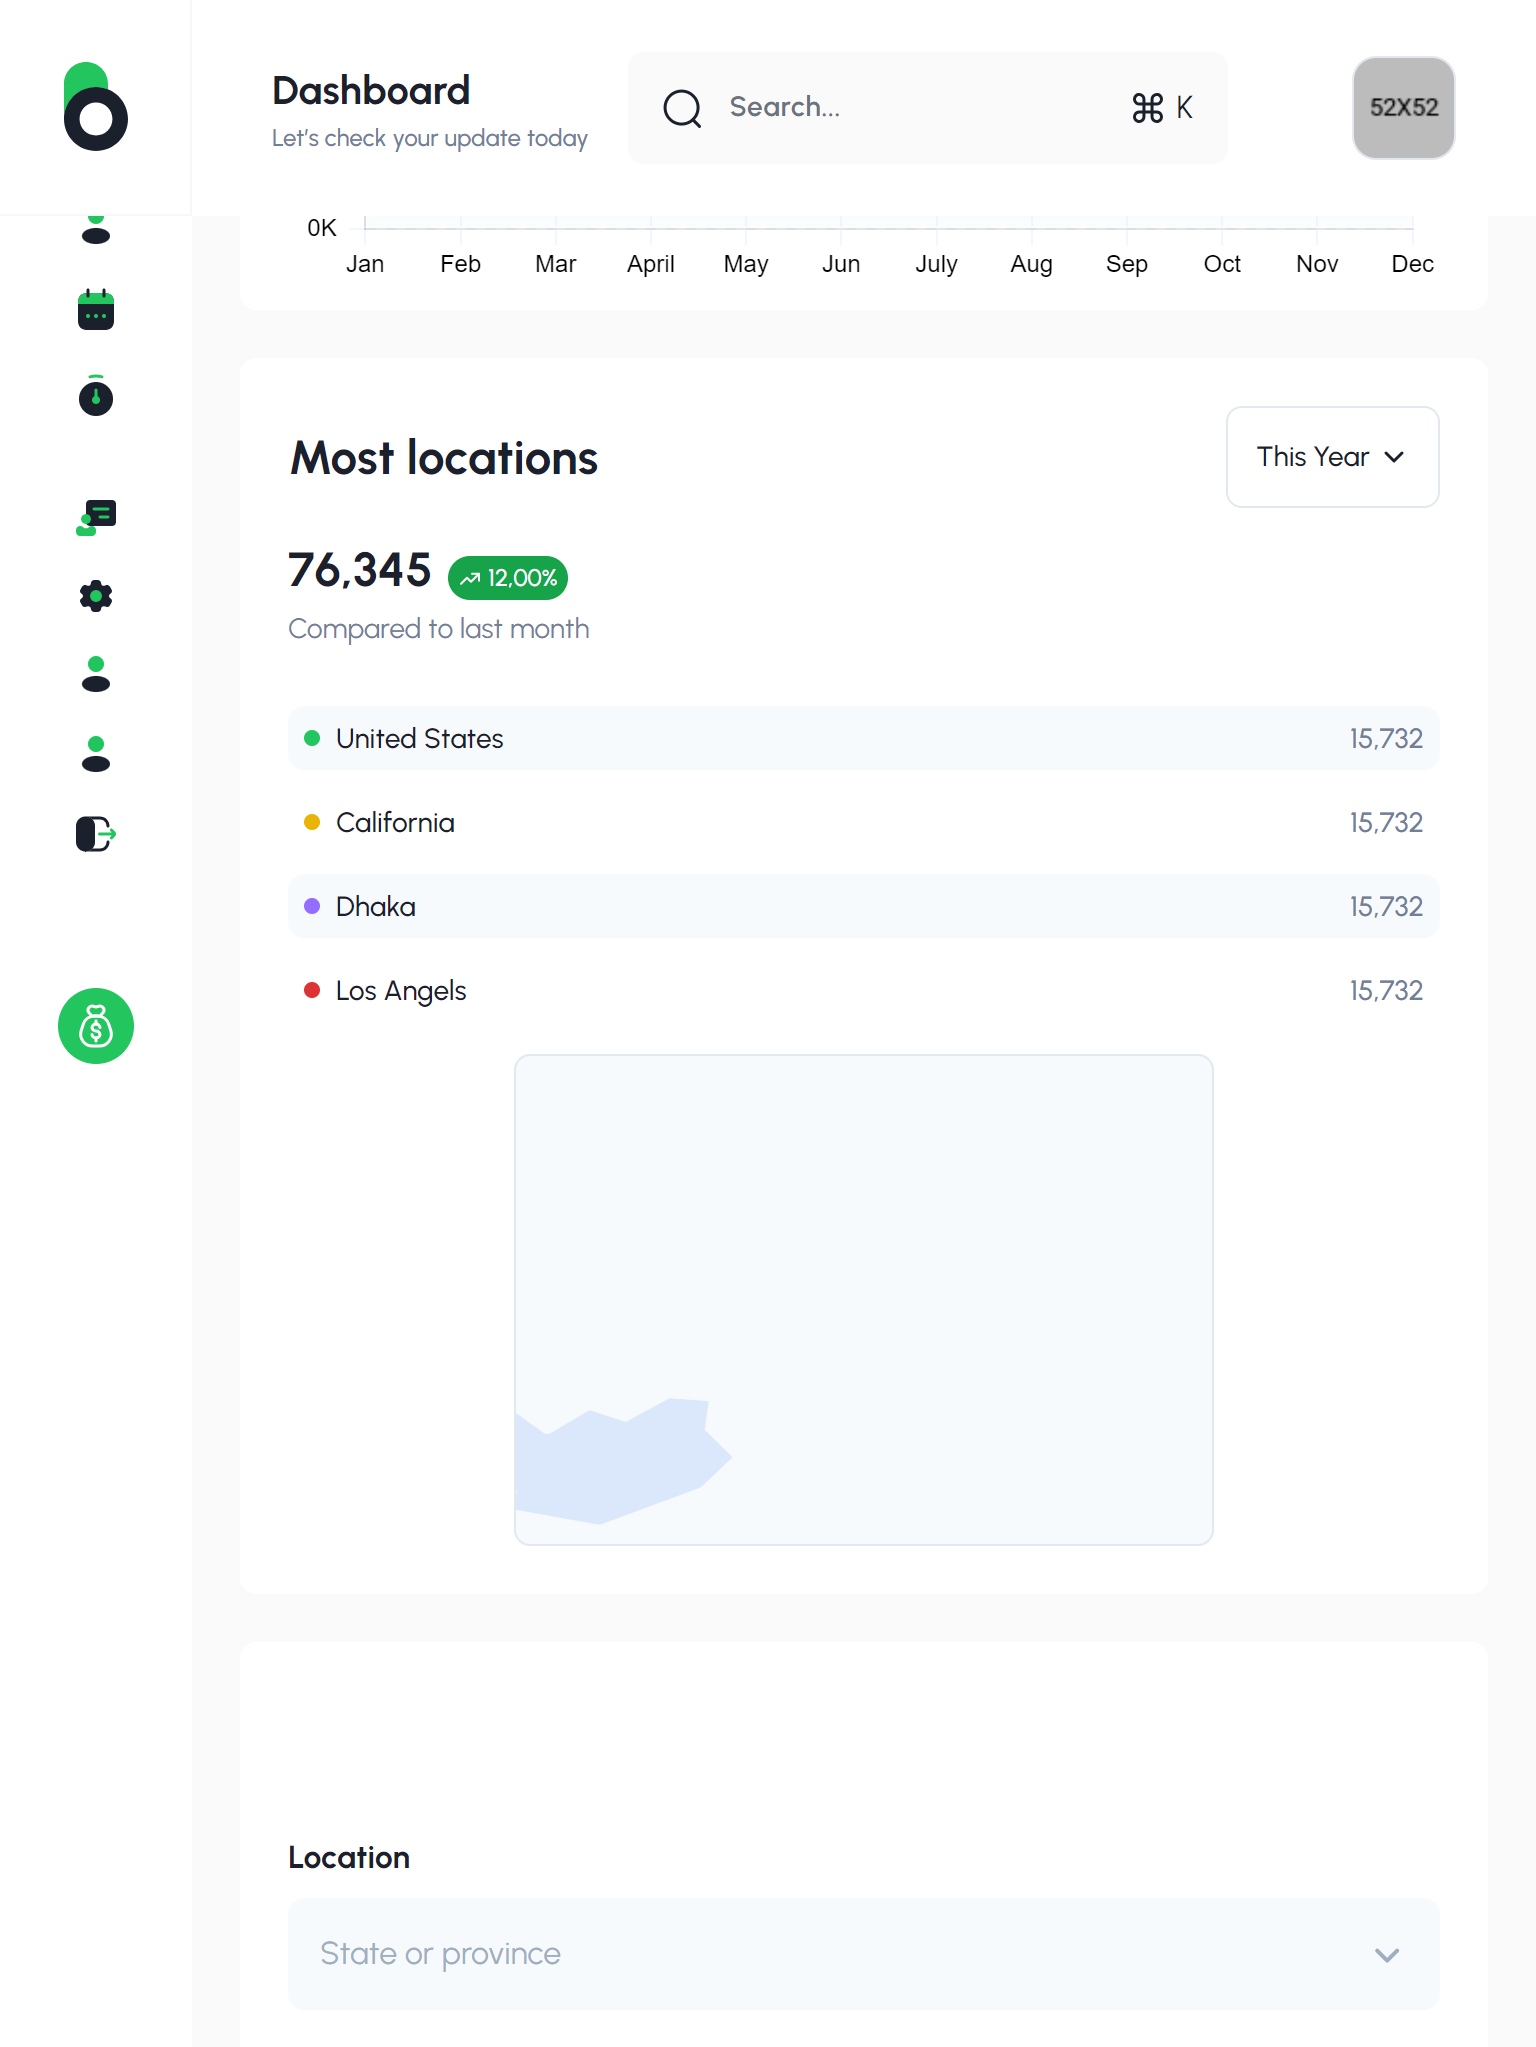 Dashboard
Let's check your update today
Search...
⌘ K
52X52
0K
Jan Feb Mar April May Jun July Aug Sep Oct Nov Dec
Most locations
This Year
76,345
12,00%
Compared to last month
United States 15,732
California 15,732
Dhaka 15,732
Los Angels 15,732
$
Location
State or province